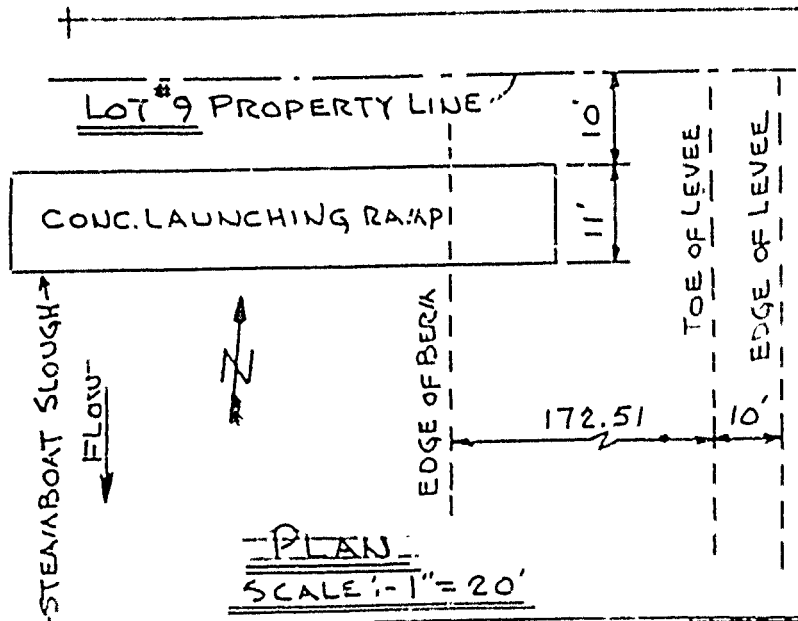 LOT #9 PROPERTY LINE
10'
CONC. LAUNCHING RAMP
11'
TOE OF LEVEE
EDGE OF LEVEE
STEAMBOAT SLOUGH
FLOW
N
EDGE OF BERM
172.51
10'
PLAN
SCALE:- 1" = 20'